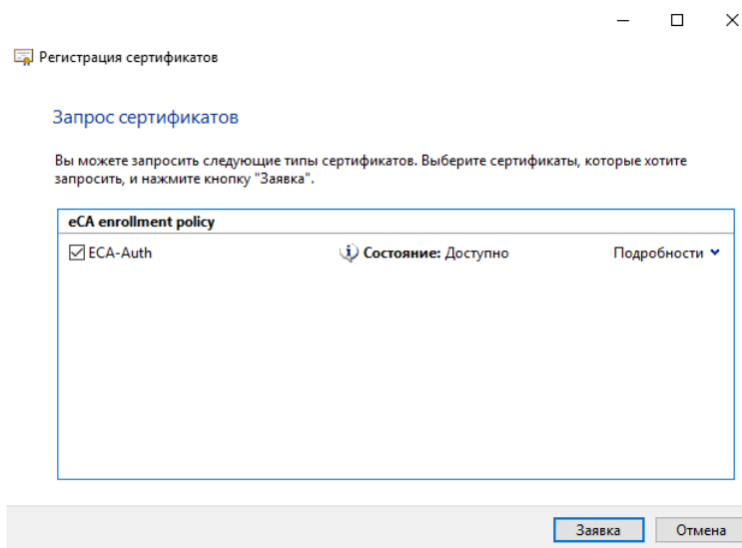 Регистрация сертификатов
Запрос сертификатов
Вы можете запросить следующие типы сертификатов. Выберите сертификаты, которые хотите
запросить, и нажмите кнопку "Заявка".
eCA enrollment policy
ECA-Auth Состояние: Доступно Подробности
Заявка Отмена